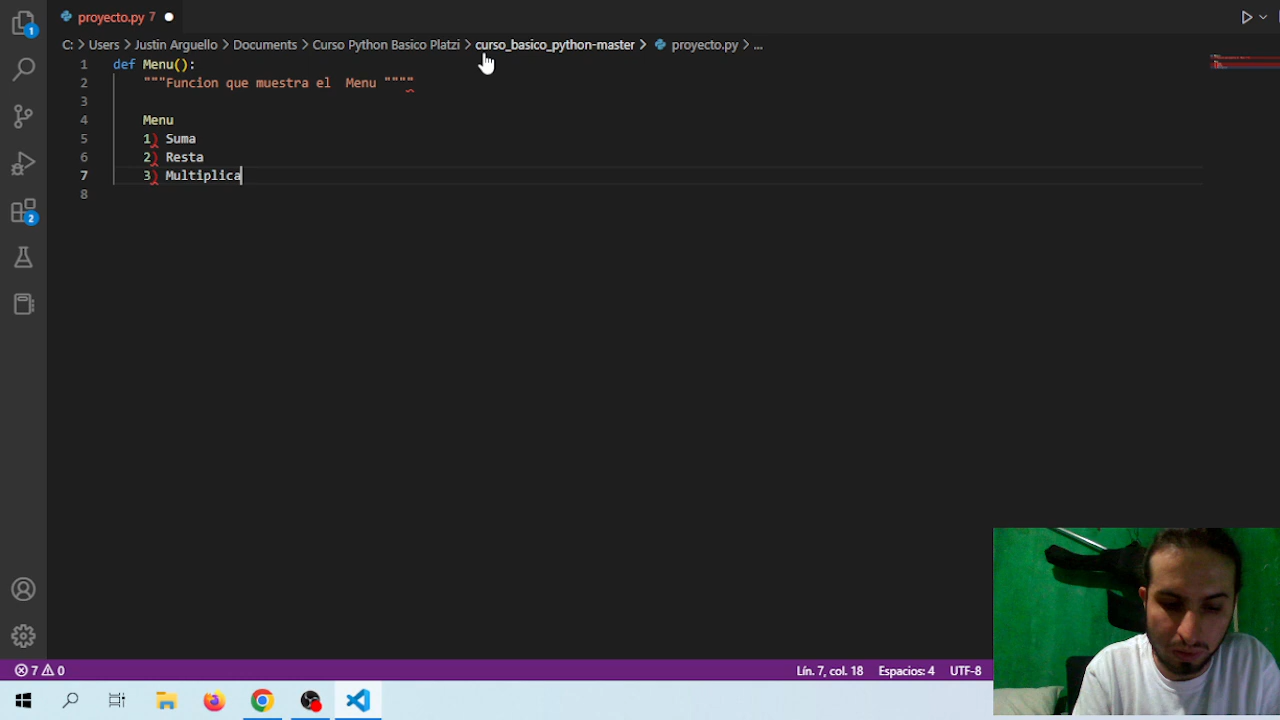 proyecto.py 7
C: > Users > Justin Arguello > Documents > Curso Python Basico Platzi > curso_basico_python-master > proyecto.py > ...
1 def Menu():
2 """Funcion que muestra el  Menu """"
3
4 Menu
5 1) Suma
6 2) Resta
7 3) Multiplica
8
1
2
7 0
Lín. 7, col. 18 Espacios: 4 UTF-8